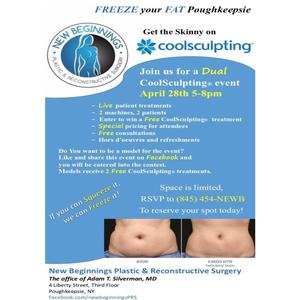 FREEZE your FAT Poughkeepsie
Get the Skinny on
coolsculpting
NEW BEGINNINGS
PLASTIC & RECONSTRUCTIVE SURGERY
Join us for a Dual
CoolSculpting® event
April 28th 5-8pm
- Live patient treatments
- 2 machines, 2 patients
- Enter to win a Free CoolSculpting® treatment
- Special pricing for attendees
- Free consultations
- Hors d'oeuvres and refreshments
Do You want to be a model for the event?
Like and share this event on Facebook and
you will be entered into the contest.
Models receive 2 Free CoolSculpting® treatments.
If you can Squeeze it,
we can Freeze it!
Space is limited,
RSVP to (845) 454-NEWB
To reserve your spot today!
BEFORE
New Beginnings Plastic & Reconstructive Surgery
The office of Adam T. Silverman, MD
4 Liberty Street, Third Floor
Poughkeepsie, NY
Facebook.com/newbeginningsPRS